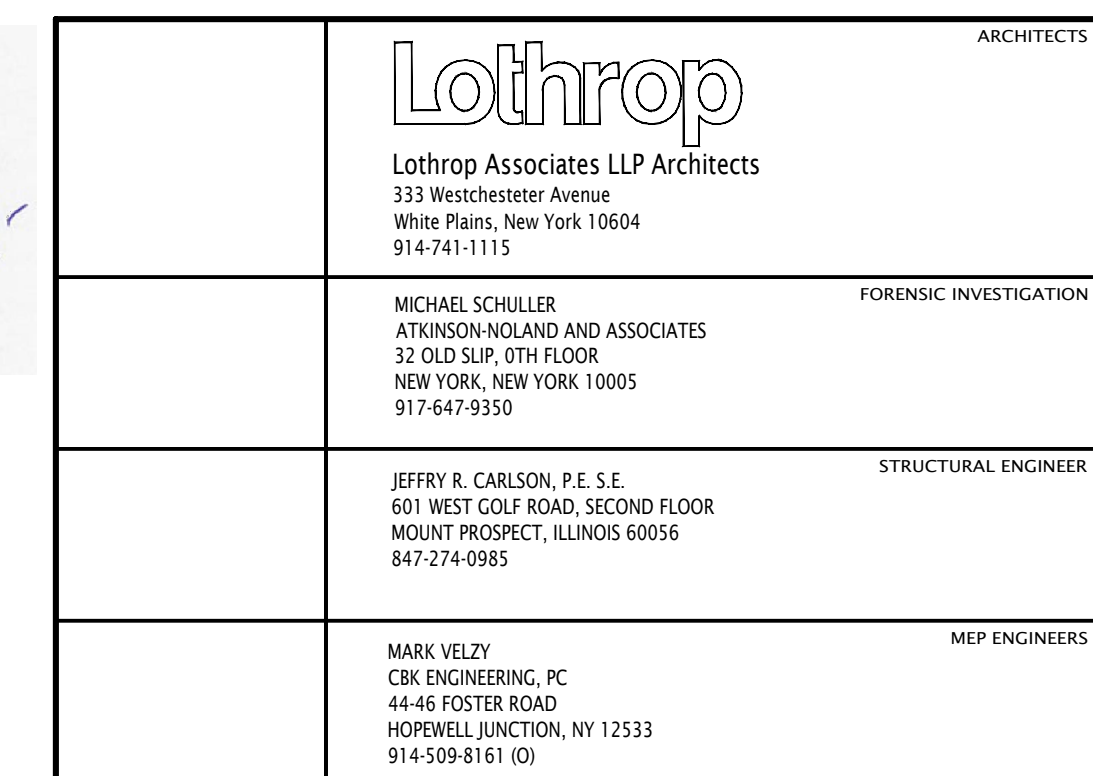 ARCHITECTS
Lothrop
Lothrop Associates LLP Architects
333 Westchesteter Avenue
White Plains, New York 10604
914-741-1115
FORENSIC INVESTIGATION
MICHAEL SCHULLER
ATKINSON-NOLAND AND ASSOCIATES
32 OLD SLIP, 0TH FLOOR
NEW YORK, NEW YORK 10005
917-647-9350
STRUCTURAL ENGINEER
JEFFRY R. CARLSON, P.E. S.E.
601 WEST GOLF ROAD, SECOND FLOOR
MOUNT PROSPECT, ILLINOIS 60056
847-274-0985
MEP ENGINEERS
MARK VELZY
CBK ENGINEERING, PC
44-46 FOSTER ROAD
HOPEWELL JUNCTION, NY 12533
914-509-8161 (O)